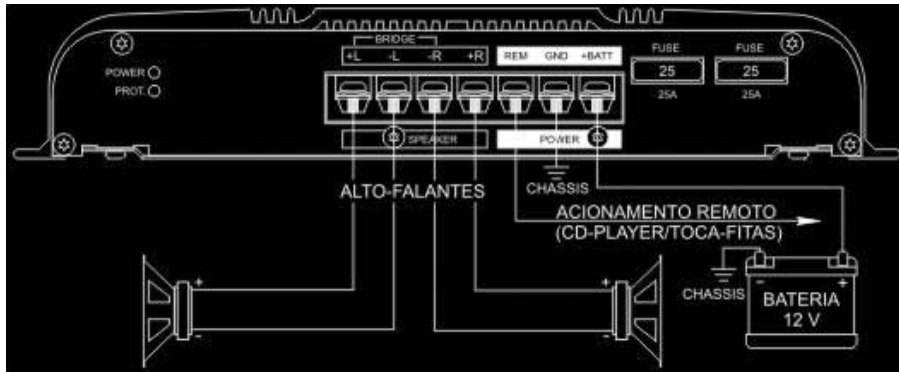 BRIDGE
+L -L -R +R REM GND +BATT
FUSE FUSE
25 25
25A 25A
POWER
PROT.
SPEAKER POWER
ALTO-FALANTES
CHASSIS
ACIONAMENTO REMOTO
(CD-PLAYER/TOCA-FITAS)
+ +
- -
CHASSIS
- +
BATERIA
12 V